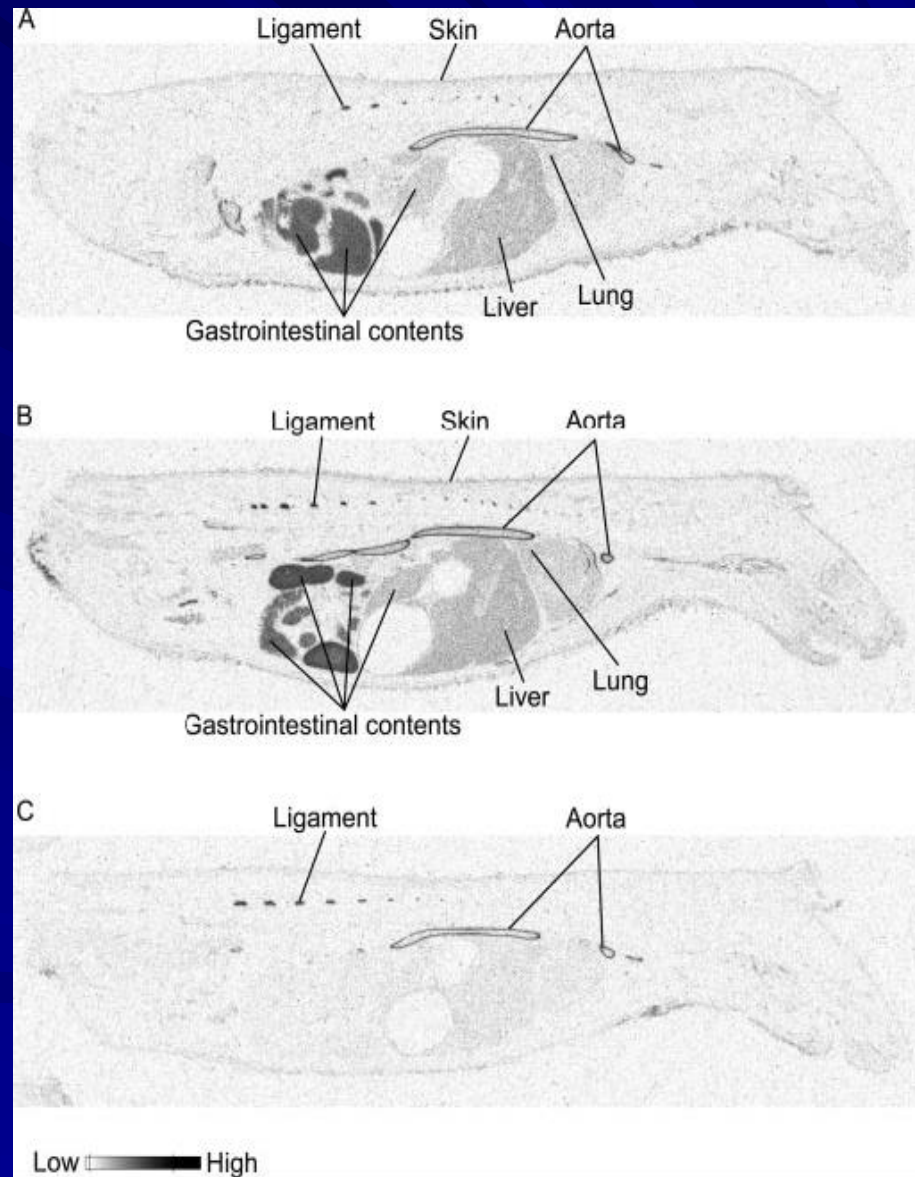 A
Ligament Skin Aorta
Liver Lung
Gastrointestinal contents
B
Ligament Skin Aorta
Liver Lung
Gastrointestinal contents
C
Ligament Aorta
Low High